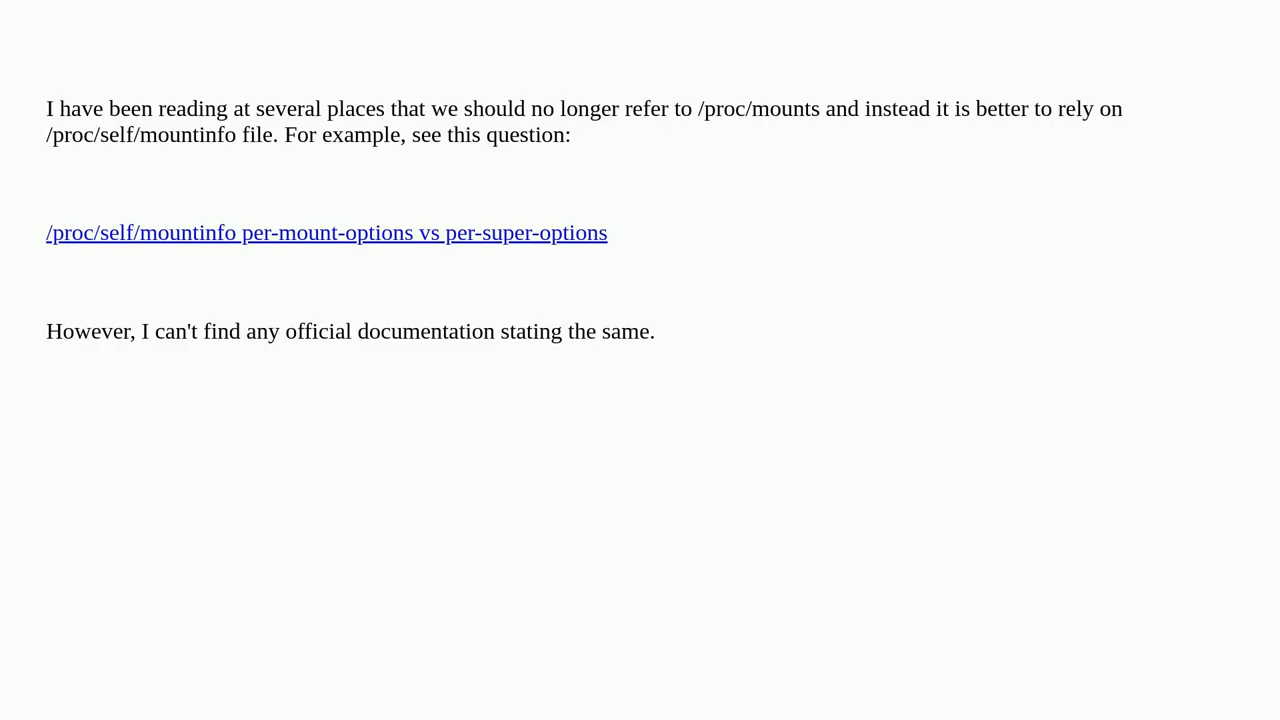 I have been reading at several places that we should no longer refer to /proc/mounts and instead it is better to rely on
/proc/self/mountinfo file. For example, see this question:
/proc/self/mountinfo per-mount-options vs per-super-options
However, I can't find any official documentation stating the same.